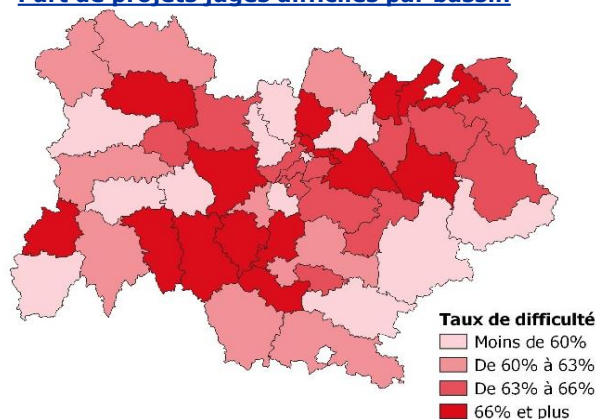 Part de projets jugés difficiles par bassin
Taux de difficulté
Moins de 60%
De 60% à 63%
De 63% à 66%
66% et plus